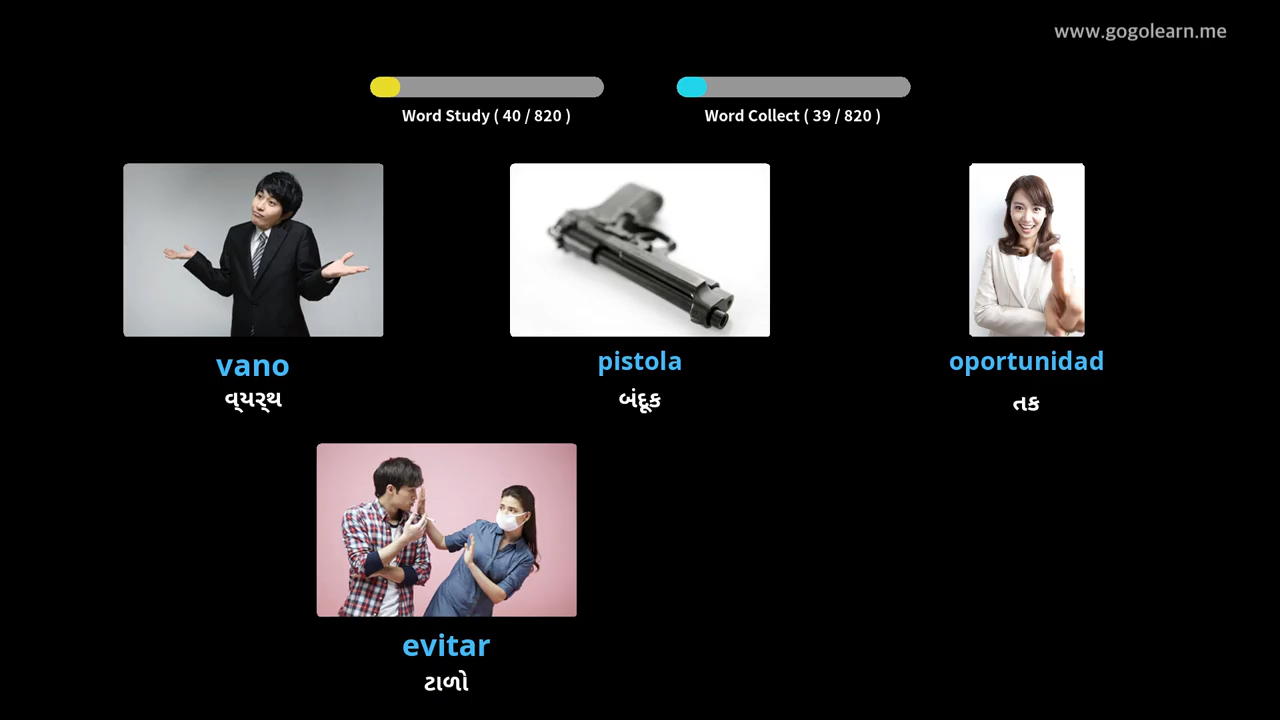 www.gogolearn.me
Word Study ( 40 / 820 )
Word Collect ( 39 / 820 )
vano
વ્યર્થ
pistola
બંદૂક
oportunidad
તક
evitar
ટાળો